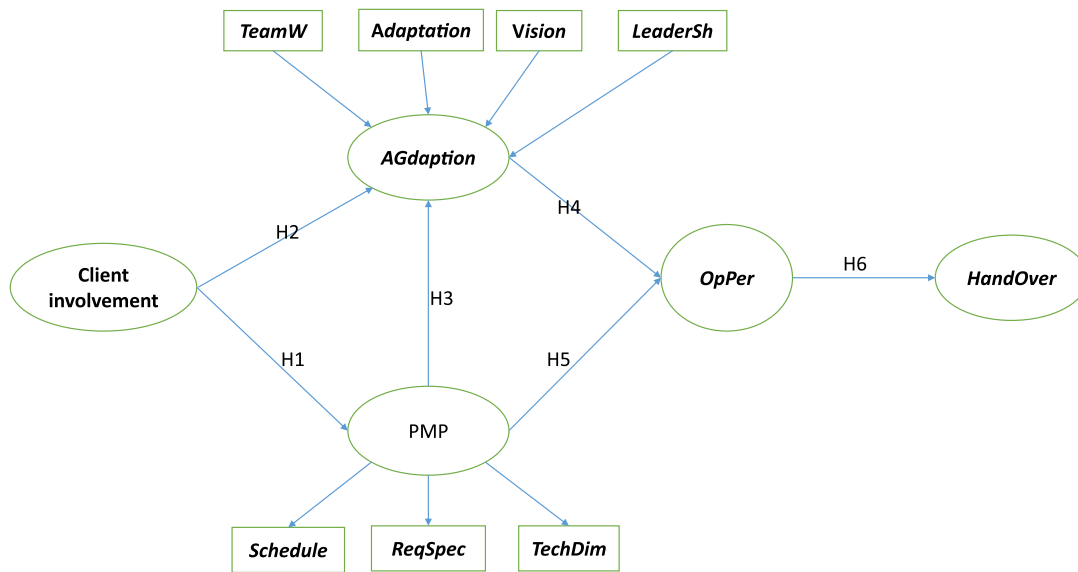 TeamW
Adaptation
Vision
LeaderSh
AGdaption
H4
H2
Client
involvement
OpPer
H6
HandOver
H3
H1
H5
PMP
Schedule
ReqSpec
TechDim